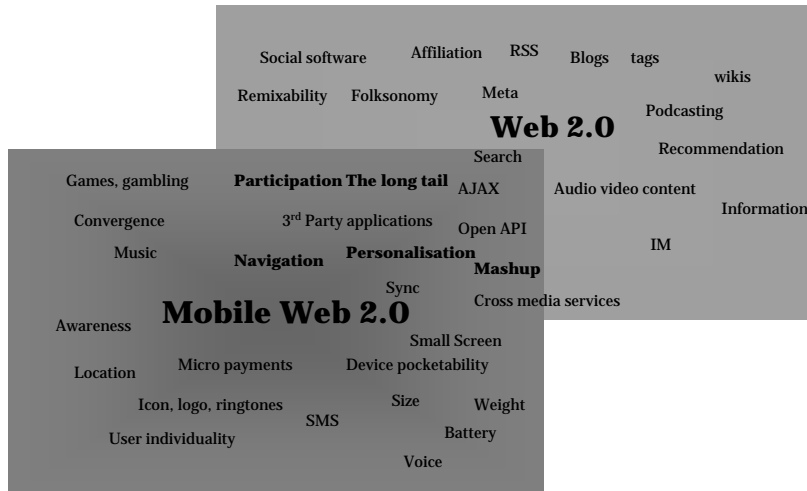 Social software
Affiliation
RSS
Blogs
tags
wikis
Remixability
Folksonomy
Meta
Podcasting
Web 2.0
Recommendation
Search
Games, gambling
Participation
The long tail
AJAX
Audio video content
Information
Convergence
3rd Party applications
Open API
IM
Music
Navigation
Personalisation
Mashup
Sync
Cross media services
Mobile Web 2.0
Awareness
Small Screen
Location
Micro payments
Device pocketability
Icon, logo, ringtones
Size
Weight
SMS
User individuality
Battery
Voice